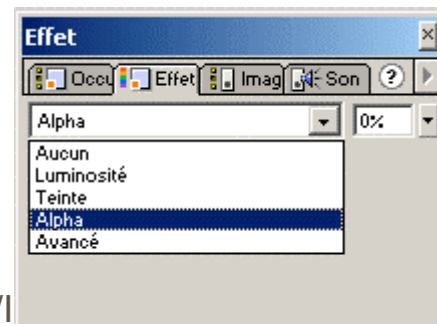 Effet
Occu Effet Imag Son ?
Alpha 0%
Aucun
Luminosité
Teinte
Alpha
Avancé